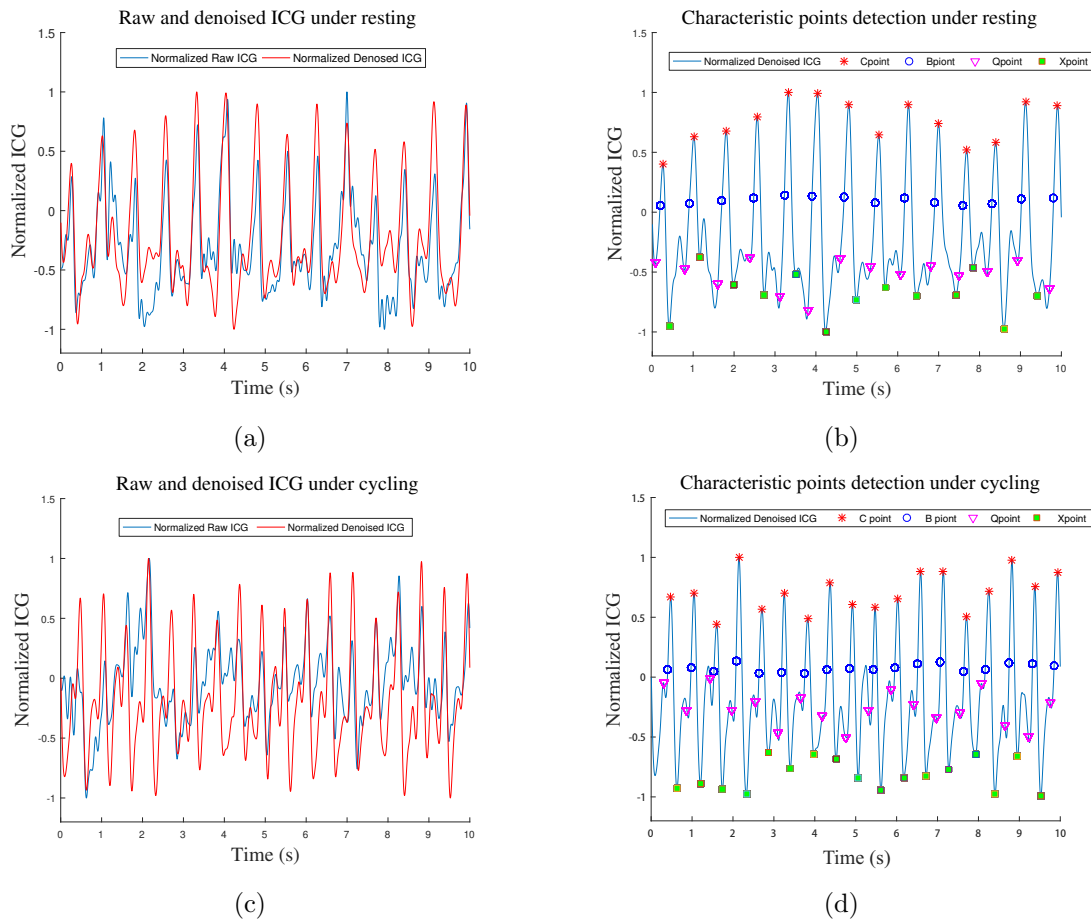 Raw and denoised ICG under resting
1.5
Normalized Raw ICG
Normalized Denosed ICG
1
0.5
0
-0.5
-1
Normalized ICG
0 1 2 3 4 5 6 7 8 9 10
Time (s)
(a)
Characteristic points detection under resting
1.5
Normalized Denoised ICG
Cpoint
Bpiont
Qpoint
Xpoint
1
0.5
0
-0.5
-1
Normalized ICG
0 1 2 3 4 5 6 7 8 9 10
Time (s)
(b)
Raw and denoised ICG under cycling
1.5
Normalized Raw ICG
Normalized Denoised ICG
1
0.5
0
-0.5
-1
Normalized ICG
0 1 2 3 4 5 6 7 8 9 10
Time (s)
(c)
Characteristic points detection under cycling
1.5
Normalized Denoised ICG
C point
B piont
Qpoint
Xpoint
1
0.5
0
-0.5
-1
Normalized ICG
0 1 2 3 4 5 6 7 8 9 10
Time (s)
(d)